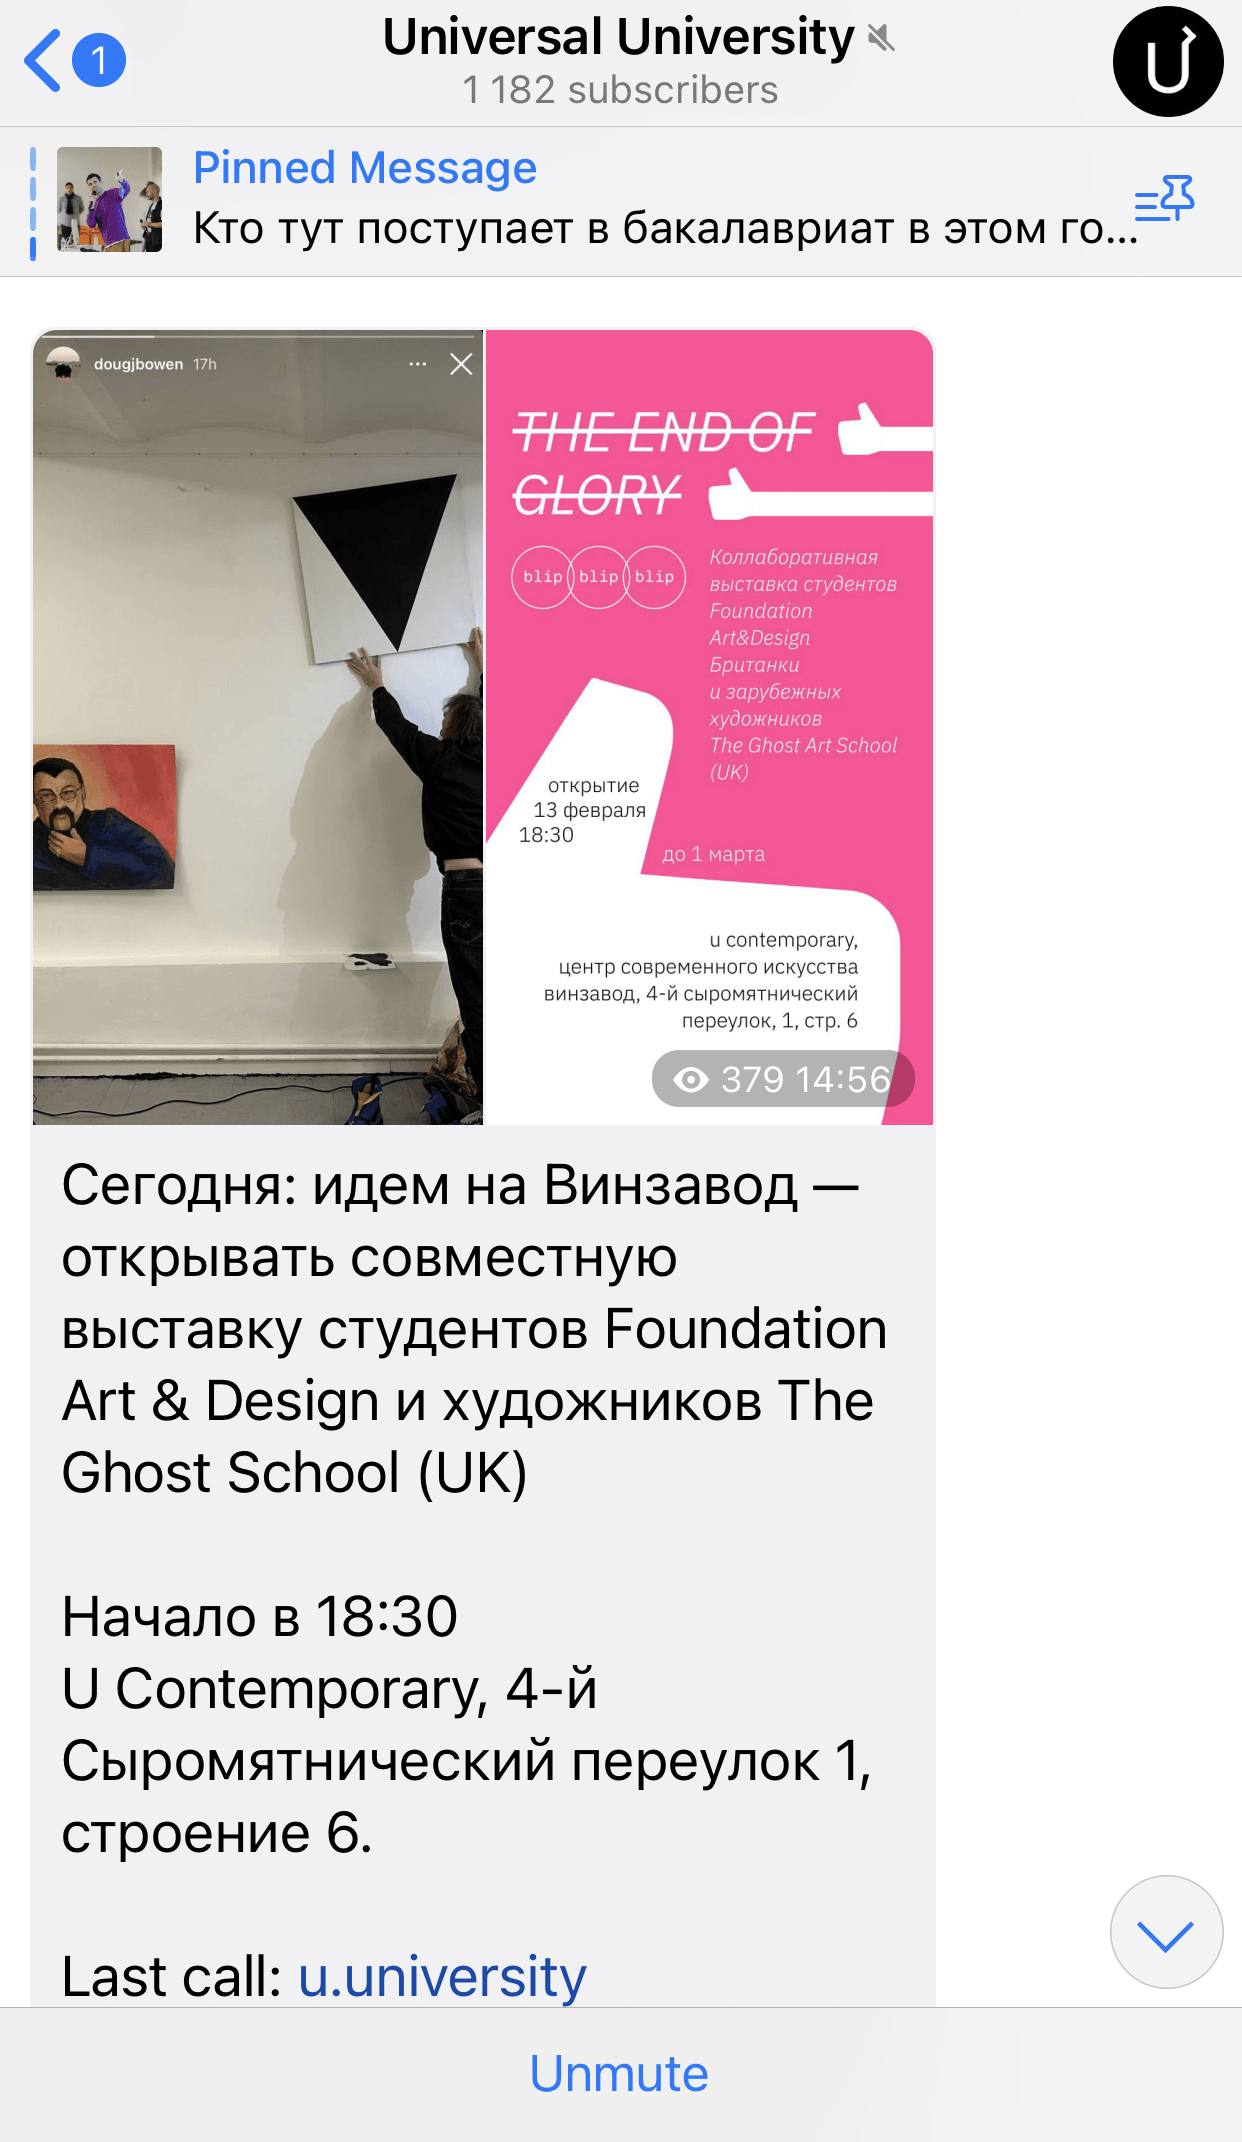 1
Universal University
1 182 subscribers
Pinned Message
Кто тут поступает в бакалавриат в этом го...
dougjbowen 17h
THE END OF
GLORY
blip blip blip
Коллаборативная
выставка студентов
Foundation
Art&Design
Британки
и зарубежных
художников
The Ghost Art School
(UK)
открытие
13 февраля
18:30
до 1 марта
u contemporary,
центр современного искусства
винзавод, 4-й сыромятнический
переулок, 1, стр. 6
379 14:56
Сегодня: идем на Винзавод —
открывать совместную
выставку студентов Foundation
Art & Design и художников The
Ghost School (UK)
Начало в 18:30
U Contemporary, 4-й
Сыромятнический переулок 1,
строение 6.
Last call: u.university
Unmute